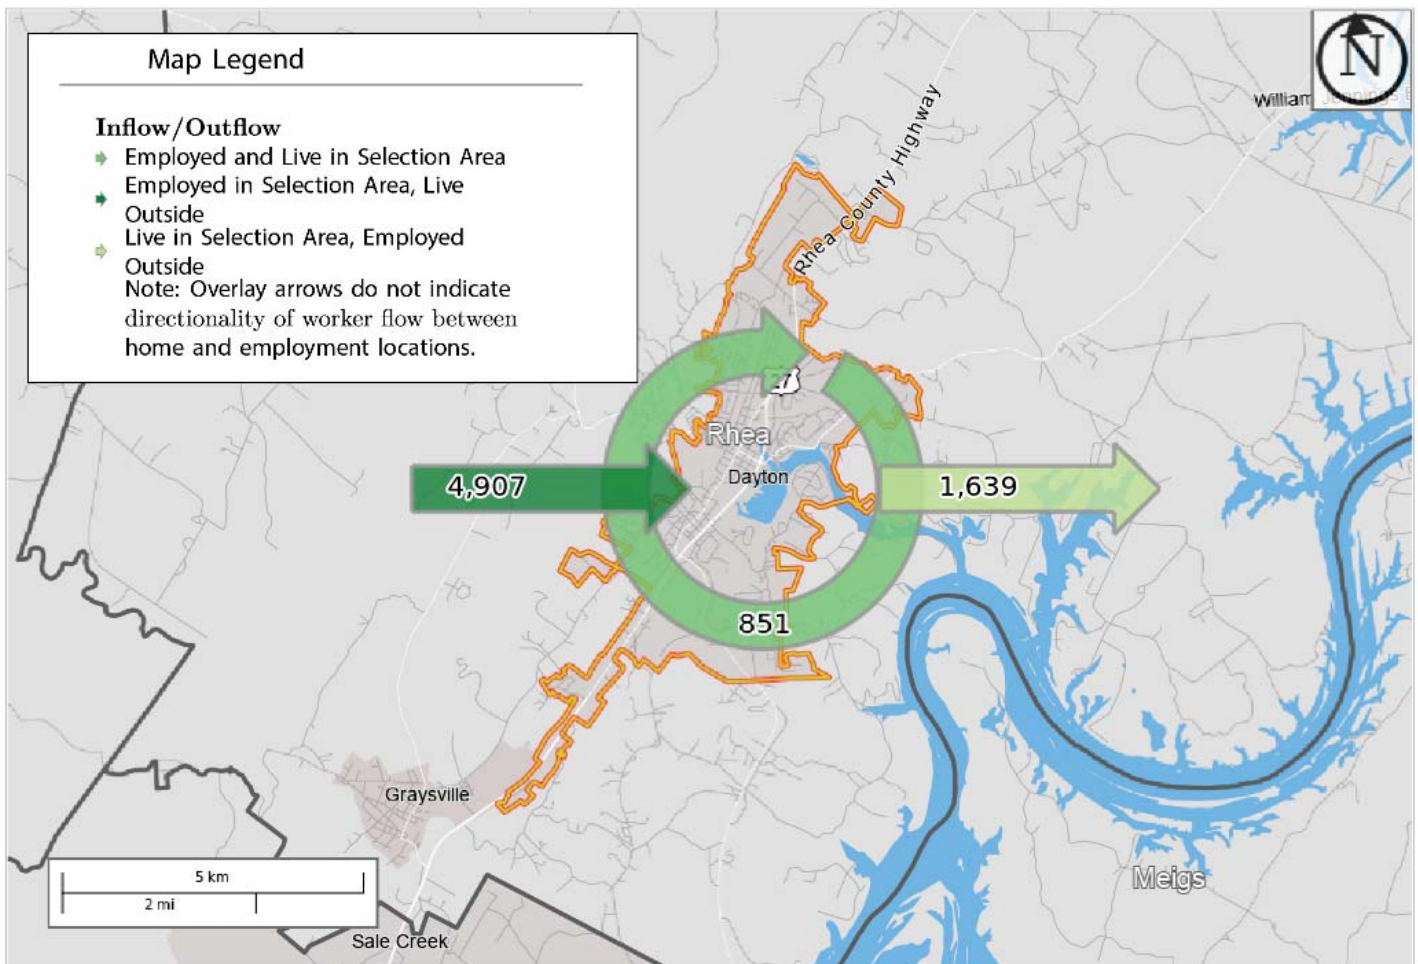 Map Legend
Inflow/Outflow
Employed and Live in Selection Area
Employed in Selection Area, Live
Outside
Live in Selection Area, Employed
Outside
Note: Overlay arrows do not indicate
directionality of worker flow between
home and employment locations.
N
William Jennings
Rhea County Highway
27
Rhea
Dayton
4,907
1,639
851
Graysville
Meigs
5 km
2 mi
Sale Creek